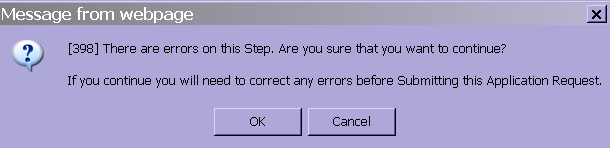 Message from webpage
[398] There are errors on this Step. Are you sure that you want to continue?
If you continue you will need to correct any errors before Submitting this Application Request.
OK
Cancel